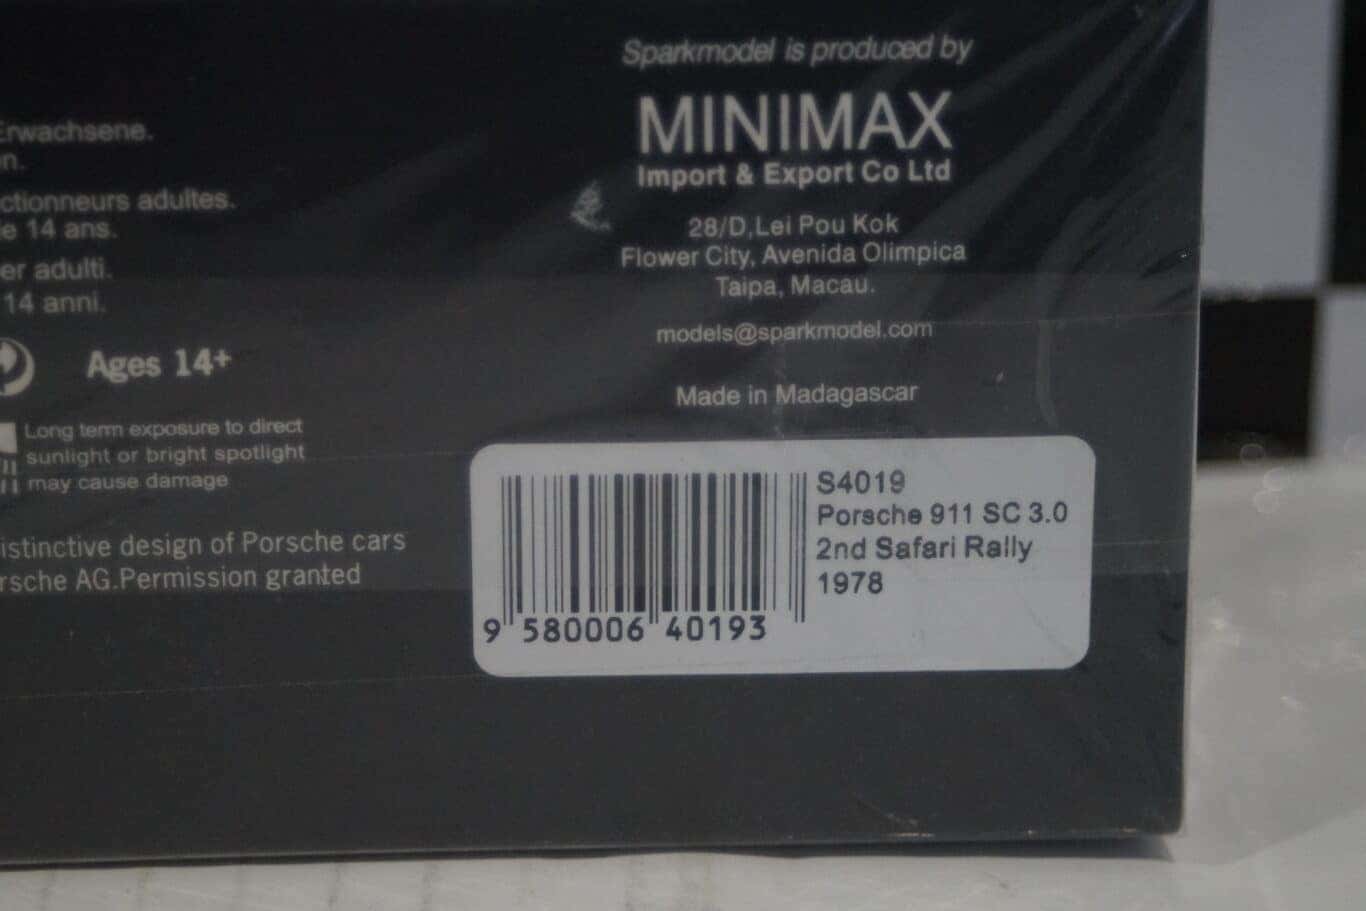 Erwachsene.
n.
ctionneurs adultes.
e 14 ans.
er adulti.
14 anni.
Ages 14+
Long term exposure to direct
sunlight or bright spotlight
may cause damage
istinctive design of Porsche cars
rsche AG.Permission granted
Sparkmodel is produced by
MINIMAX
Import & Export Co Ltd
28/D,Lei Pou Kok
Flower City, Avenida Olimpica
Taipa, Macau.
models@sparkmodel.com
Made in Madagascar
S4019
Porsche 911 SC 3.0
2nd Safari Rally
1978
9 580006 40193